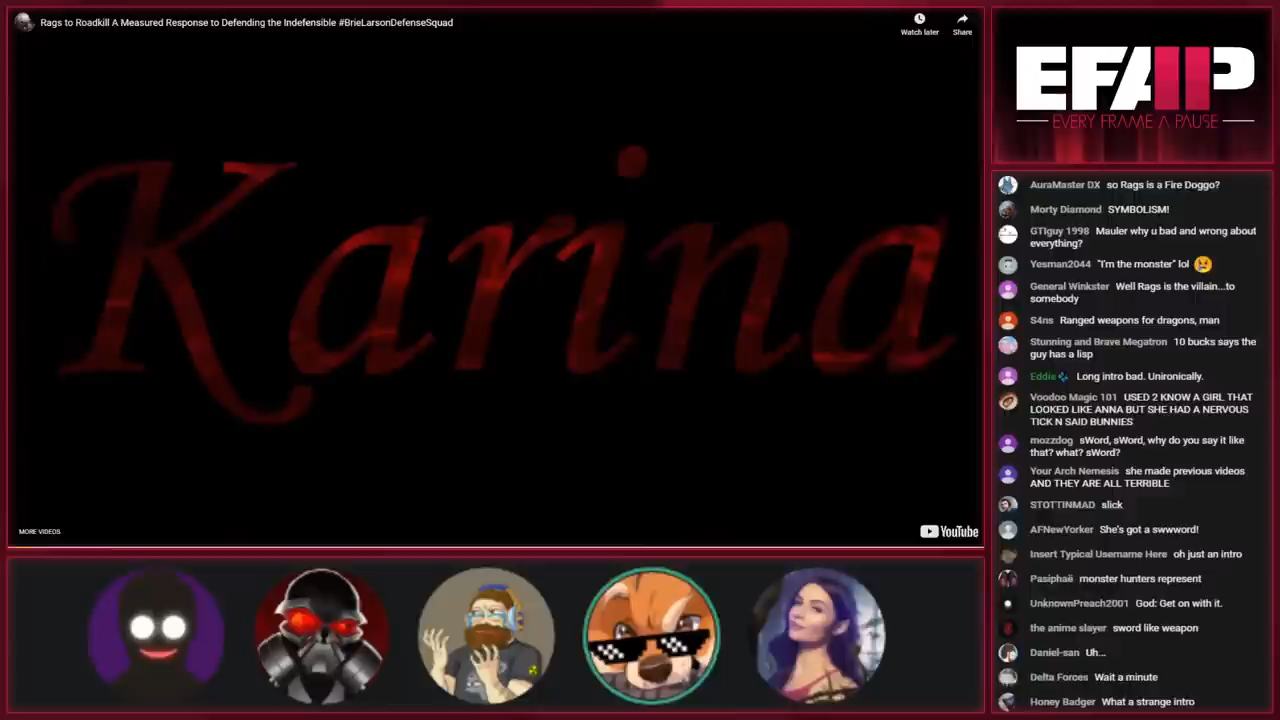 Rags to Roadkill A Measured Response to Defending the Indefensible #BrieLarsonDefenseSquad
Watch later
Share
Karina
MORE VIDEOS
YouTube
EFAP
EVERY FRAME A PAUSE
AuraMaster DX so Rags is a Fire Doggo?
Morty Diamond SYMBOLISM!
GTIguy 1998 Mauler why u bad and wrong about
everything?
Yesman2044 "I'm the monster" lol 😢
General Winkster Well Rags is the villain...to
somebody
S4ns Ranged weapons for dragons, man
Stunning and Brave Megatron 10 bucks says the
guy has a lisp
Eddie Long intro bad. Unironically.
Voodoo Magic 101 USED 2 KNOW A GIRL THAT
LOOKED LIKE ANNA BUT SHE HAD A NERVOUS
TICK N SAID BUNNIES
mozzdog sWord, sWord, why do you say it like
that? what? sWord?
Your Arch Nemesis she made previous videos
AND THEY ARE ALL TERRIBLE
STOTTINMAD slick
AFNewYorker She's got a swwword!
Insert Typical Username Here oh just an intro
Pasiphaë monster hunters represent
UnknownPreach2001 God: Get on with it.
the anime slayer sword like weapon
Daniel-san Uh...
Delta Forces Wait a minute
Honey Badger What a strange intro